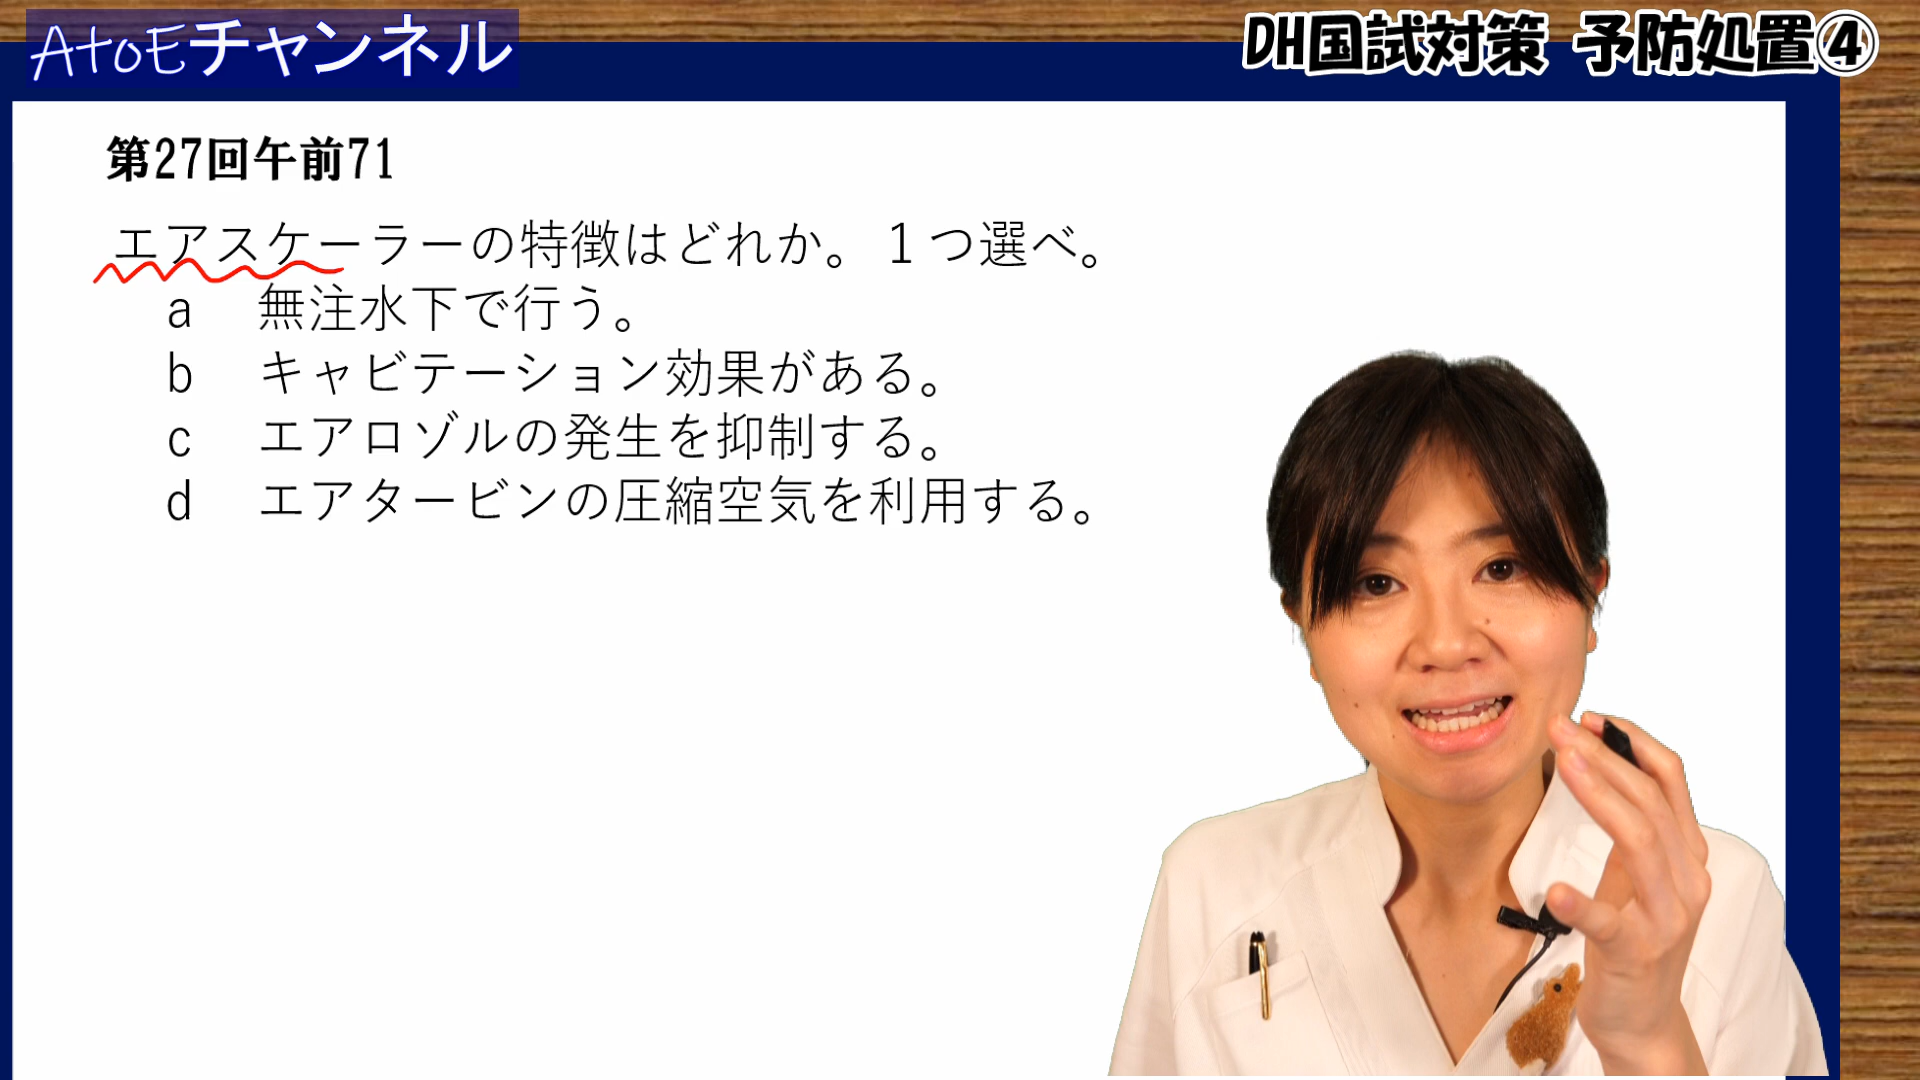 AtoEチャンネル
DH国試対策 予防処置④
第27回午前71
エアスケーラーの特徴はどれか。１つ選べ。
a 無注水下で行う。
b キャビテーション効果がある。
c エアロゾルの発生を抑制する。
d エアタービンの圧縮空気を利用する。